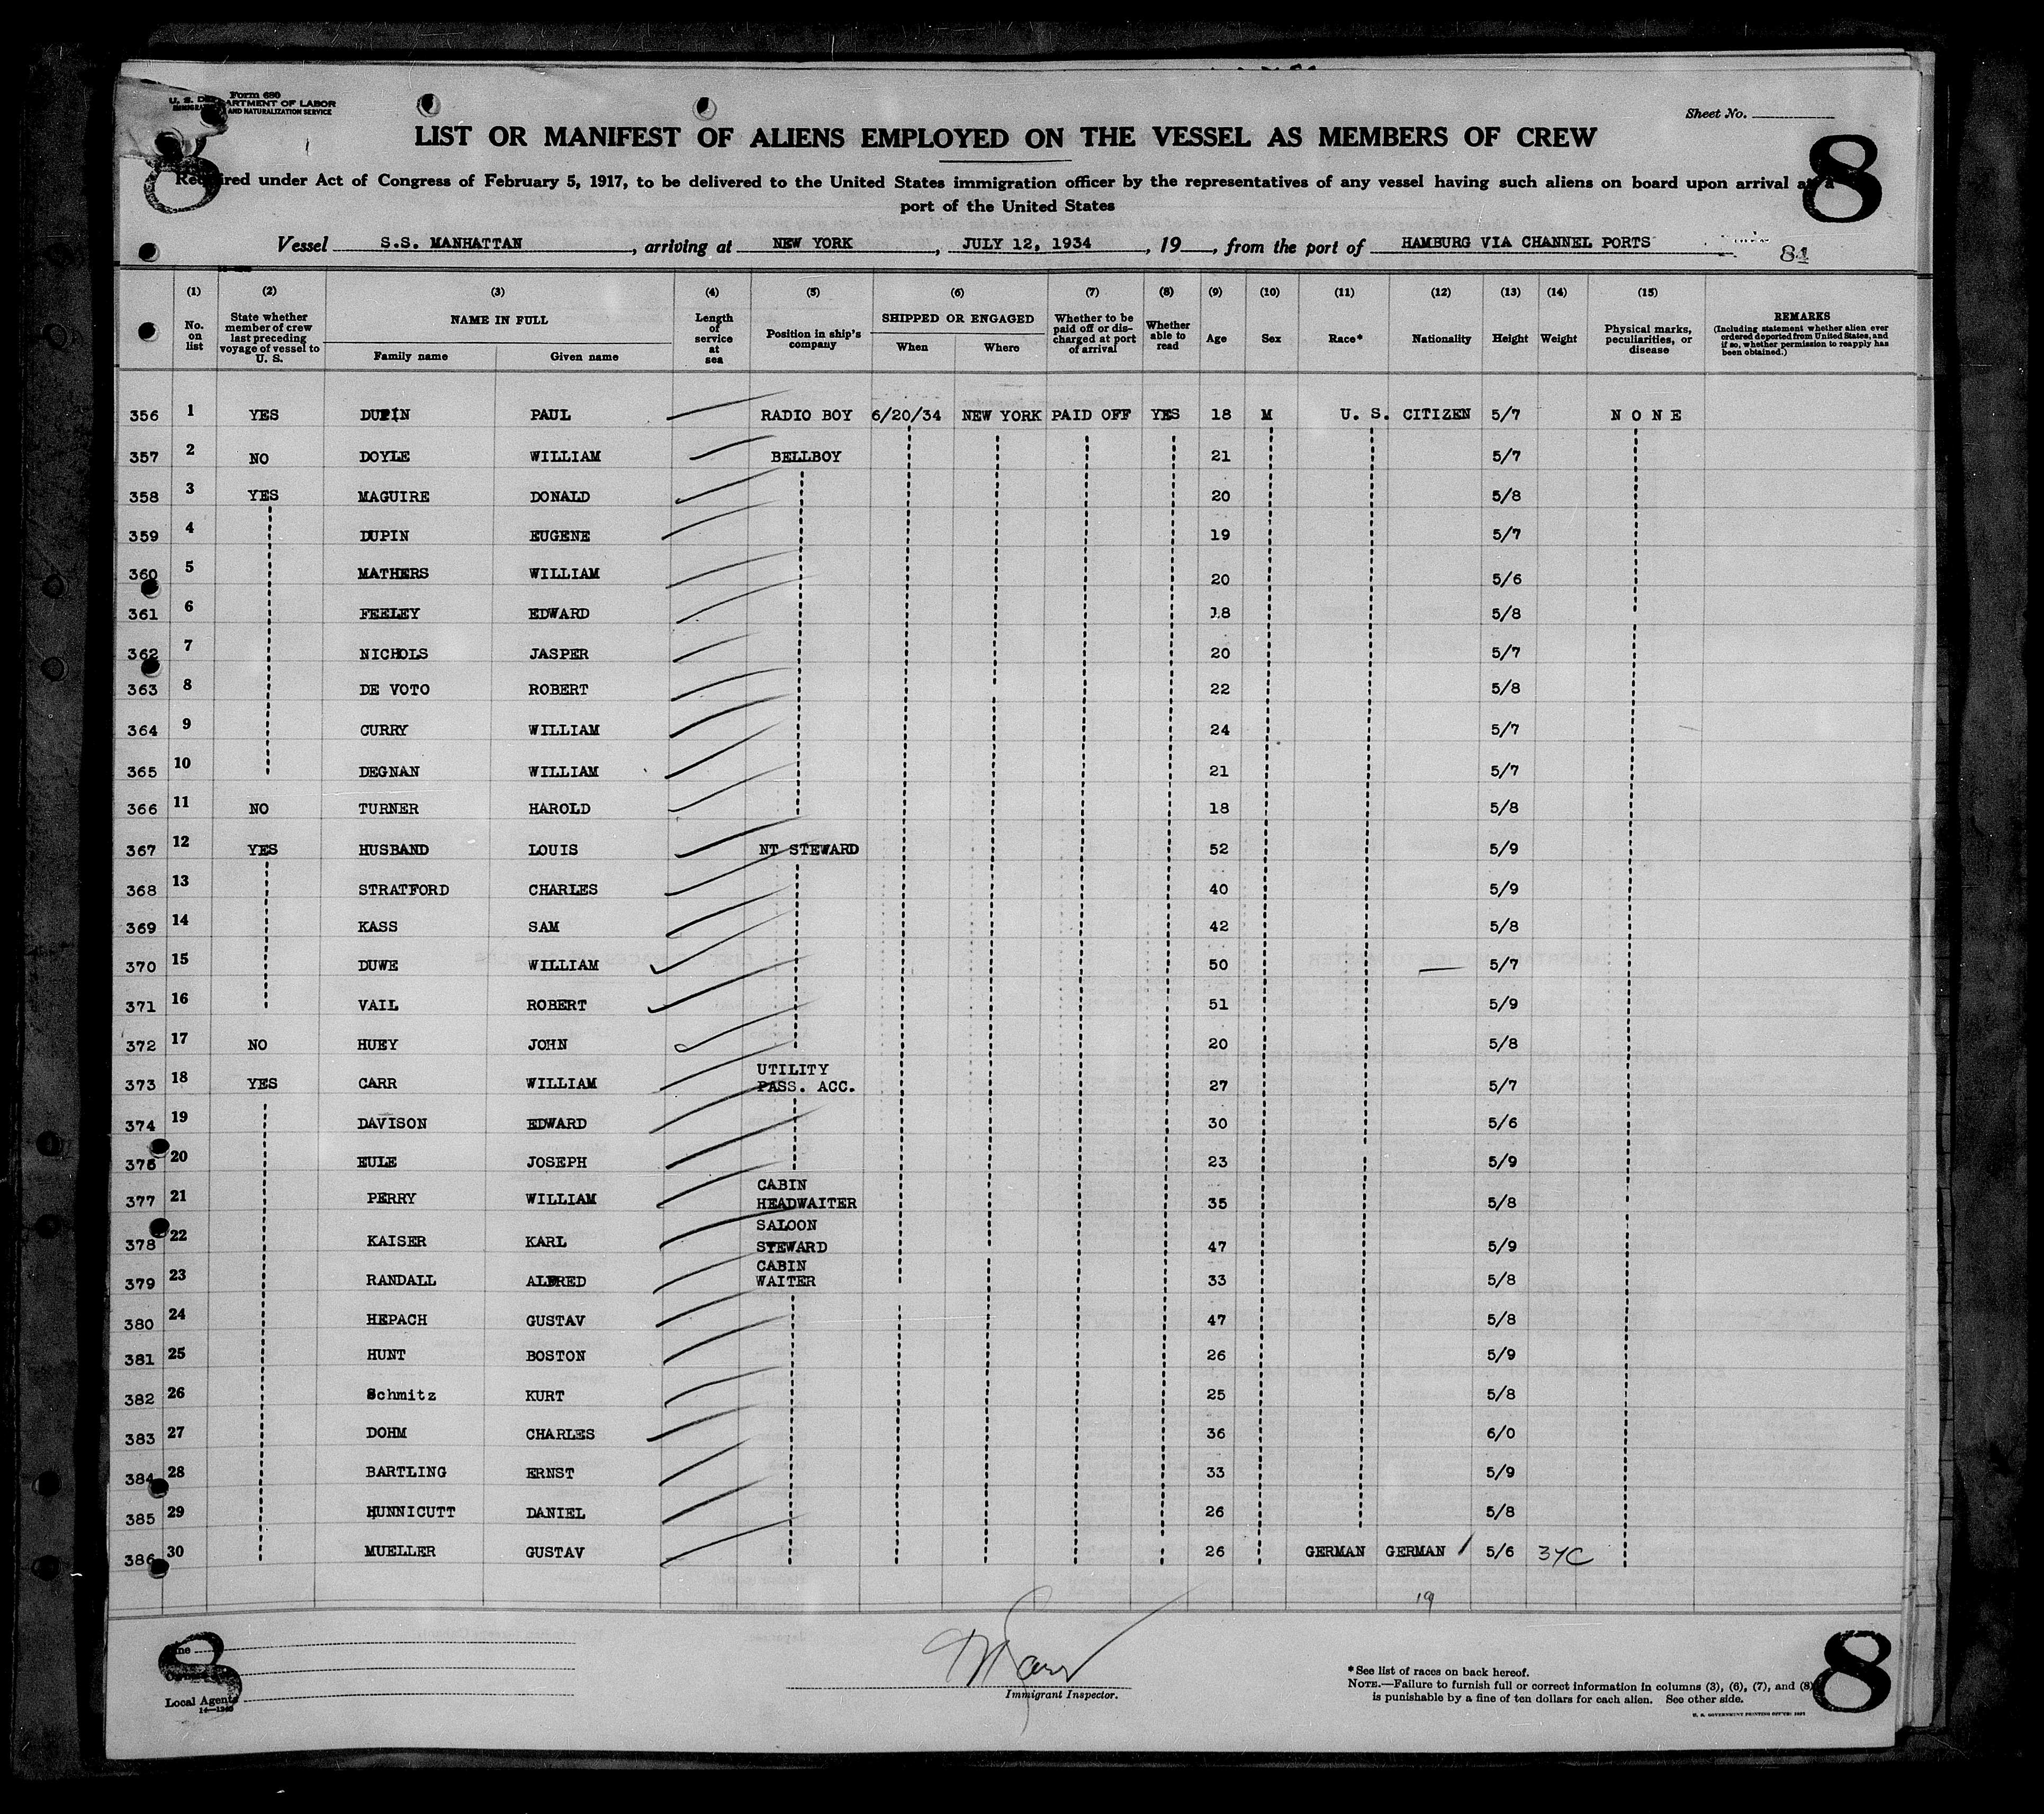 Form 680
U. S. DEPARTMENT OF LABOR
IMMIGRATION AND NATURALIZATION SERVICE
Sheet No.
8
LIST OR MANIFEST OF ALIENS EMPLOYED ON THE VESSEL AS MEMBERS OF CREW
Required under Act of Congress of February 5, 1917, to be delivered to the United States immigration officer by the representatives of any vessel having such aliens on board upon arrival at a
port of the United States
Vessel S.S. MANHATTAN, arriving at NEW YORK, JULY 12, 1934, 19, from the port of HAMBURG VIA CHANNEL PORTS
(1) (2) (3) (4) (5) (6) (7) (8) (9) (10) (11) (12) (13) (14) (15)
No. on list State whether member of crew last preceding voyage of vessel to U. S. NAME IN FULL Family name Given name Length of service at sea Position in ship's company SHIPPED OR ENGAGED When Where Whether to be paid off or discharged at port of arrival Whether able to read Age Sex Race* Nationality Height Weight Physical marks, peculiarities, or disease REMARKS (Including statement whether alien ever ordered deported from United States, and if so, whether permission to reapply has been obtained.)
356 1 YES DUPIN PAUL RADIO BOY 6/20/34 NEW YORK PAID OFF YES 18 M U. S. CITIZEN 5/7 N O N E
357 2 NO DOYLE WILLIAM BELLBOY 21 5/7
358 3 YES MAGUIRE DONALD 20 5/8
359 4 DUPIN EUGENE 19 5/7
360 5 MATHERS WILLIAM 20 5/6
361 6 FEELEY EDWARD 18 5/8
362 7 NICHOLS JASPER 20 5/7
363 8 DE VOTO ROBERT 22 5/8
364 9 CURRY WILLIAM 24 5/7
365 10 DEGNAN WILLIAM 21 5/7
366 11 NO TURNER HAROLD 18 5/8
367 12 YES HUSBAND LOUIS NT STEWARD 52 5/9
368 13 STRATFORD CHARLES 40 5/9
369 14 KASS SAM 42 5/8
370 15 DUWE WILLIAM 50 5/7
371 16 VAIL ROBERT 51 5/9
372 17 NO HUEY JOHN 20 5/8
373 18 YES CARR WILLIAM UTILITY PASS. ACC. 27 5/7
374 19 DAVISON EDWARD 30 5/6
376 20 EULE JOSEPH 23 5/9
377 21 PERRY WILLIAM CABIN HEADWAITER 35 5/8
378 22 KAISER KARL SALOON STEWARD 47 5/9
379 23 RANDALL ALFRED CABIN WAITER 33 5/8
380 24 HEPACH GUSTAV 47 5/8
381 25 HUNT BOSTON 26 5/9
382 26 Schmitz KURT 25 5/8
383 27 DOHM CHARLES 36 6/0
384 28 BARTLING ERNST 33 5/9
385 29 HUNNICUTT DANIEL 26 5/8
386 30 MUELLER GUSTAV 26 GERMAN GERMAN 5/6
19
8
Local Agents
Immigrant Inspector.
*See list of races on back hereof.
NOTE.—Failure to furnish full or correct information in columns (3), (6), (7), and (8)
is punishable by a fine of ten dollars for each alien. See other side.
8